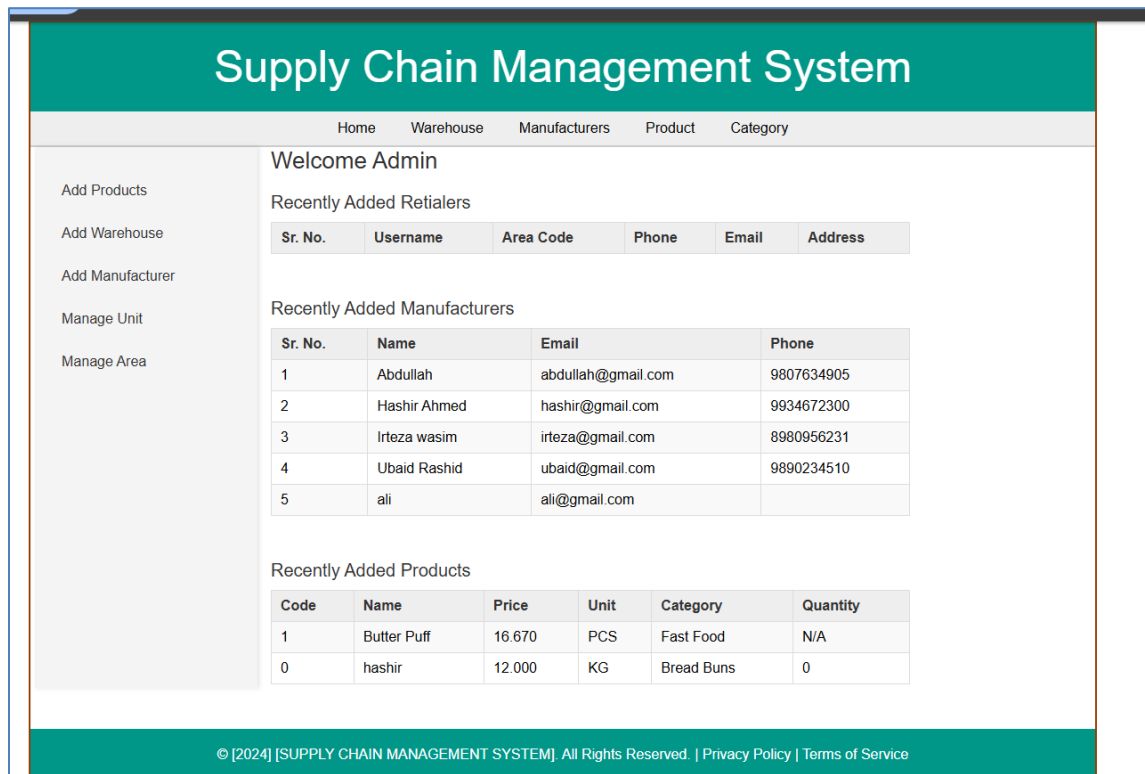 Supply Chain Management System
Home Warehouse Manufacturers Product Category
Add Products
Add Warehouse
Add Manufacturer
Manage Unit
Manage Area
Welcome Admin
Recently Added Retialers
Sr. No. Username Area Code Phone Email Address
Recently Added Manufacturers
Sr. No. Name Email Phone
1 Abdullah abdullah@gmail.com 9807634905
2 Hashir Ahmed hashir@gmail.com 9934672300
3 Irteza wasim irteza@gmail.com 8980956231
4 Ubaid Rashid ubaid@gmail.com 9890234510
5 ali ali@gmail.com
Recently Added Products
Code Name Price Unit Category Quantity
1 Butter Puff 16.670 PCS Fast Food N/A
0 hashir 12.000 KG Bread Buns 0
© [2024] [SUPPLY CHAIN MANAGEMENT SYSTEM]. All Rights Reserved. | Privacy Policy | Terms of Service